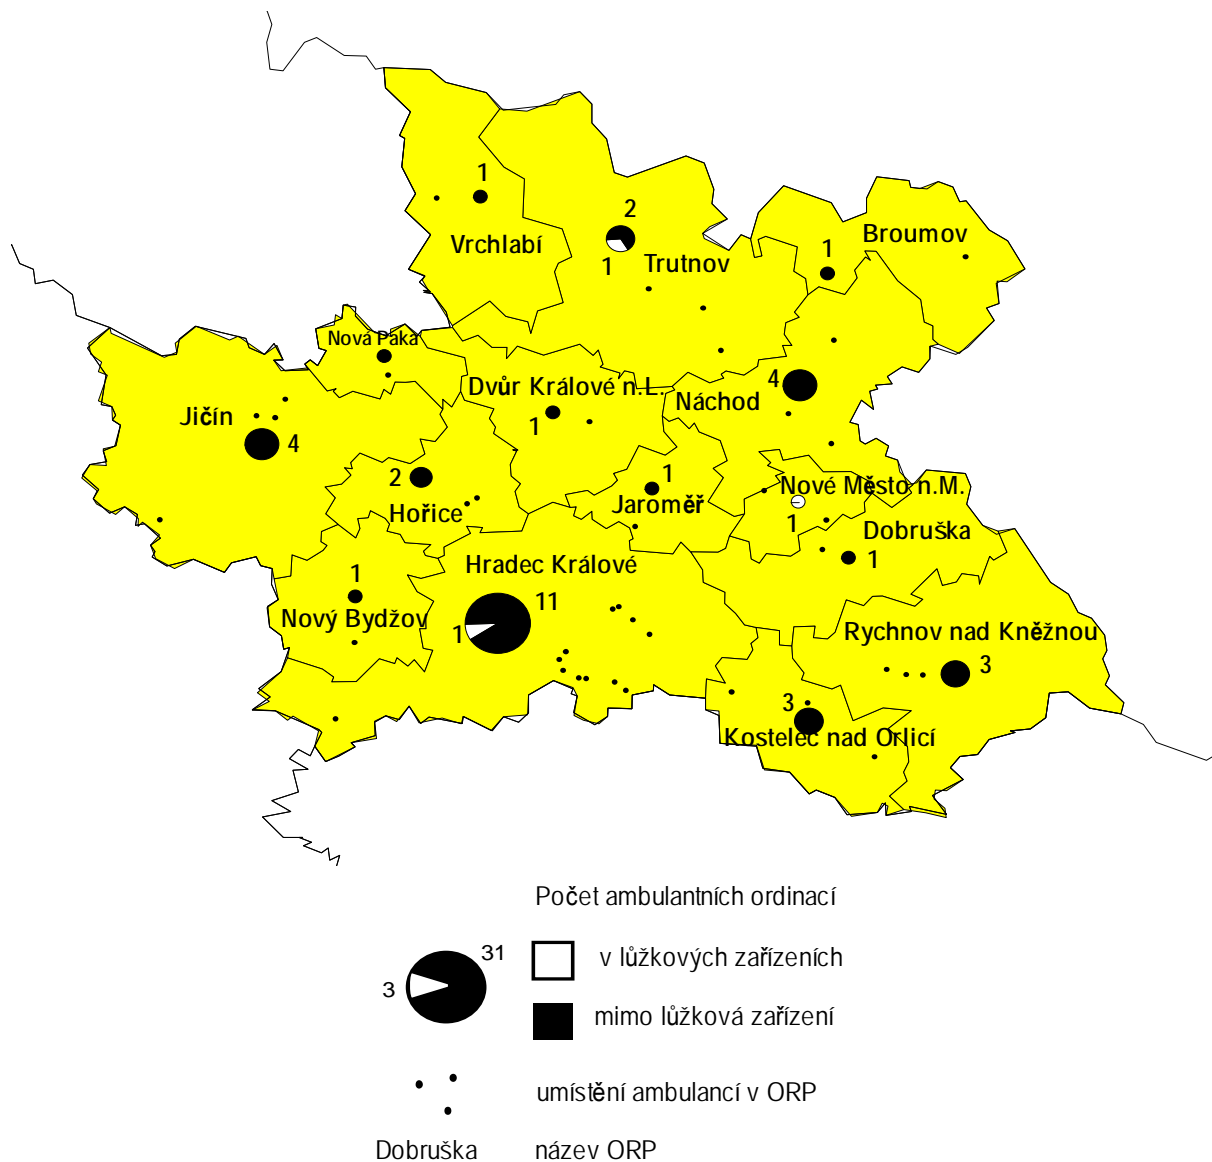 1
2
Vrchlabí
1
Trutnov
1
Broumov
Nová Paka
Dvůr Králové n.L.
1
4
Náchod
Jičín
4
2
Hořice
1
Jaroměř
Nové Město n.M.
1
Dobruška
1
Hradec Králové
11
1
1
Nový Bydžov
Rychnov nad Kněžnou
3
3
Kostelec nad Orlicí
Počet ambulantních ordinací
31
3
v lůžkových zařízeních
mimo lůžková zařízení
umístění ambulancí v ORP
Dobruška
název ORP